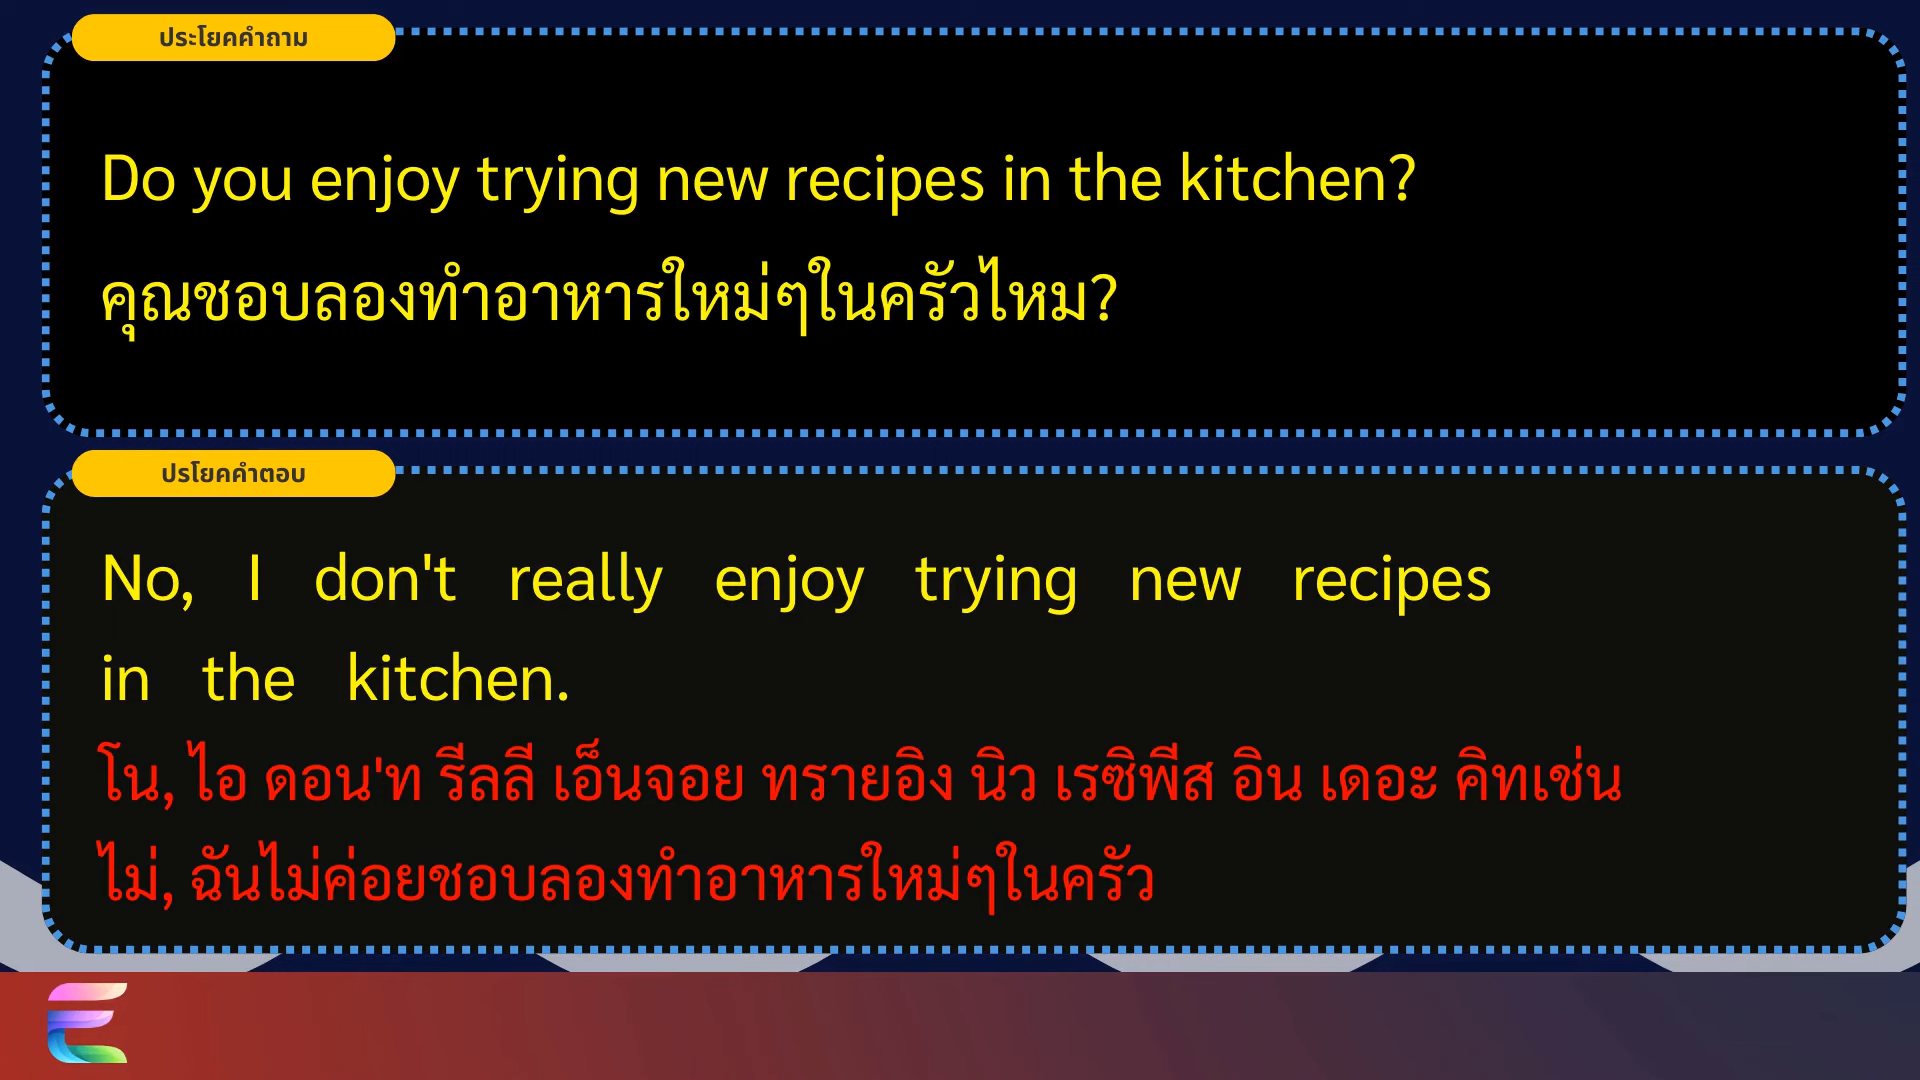 ประโยคคำถาม
Do you enjoy trying new recipes in the kitchen?
คุณชอบลองทำอาหารใหม่ๆในครัวไหม?
ปรโยคคำตอบ
No, I don't really enjoy trying new recipes
in the kitchen.
โน, ไอ ดอน'ท รีลลี เอ็นจอย ทรายอิง นิว เรซิพีส อิน เดอะ คิทเช่น
ไม่, ฉันไม่ค่อยชอบลองทำอาหารใหม่ๆในครัว